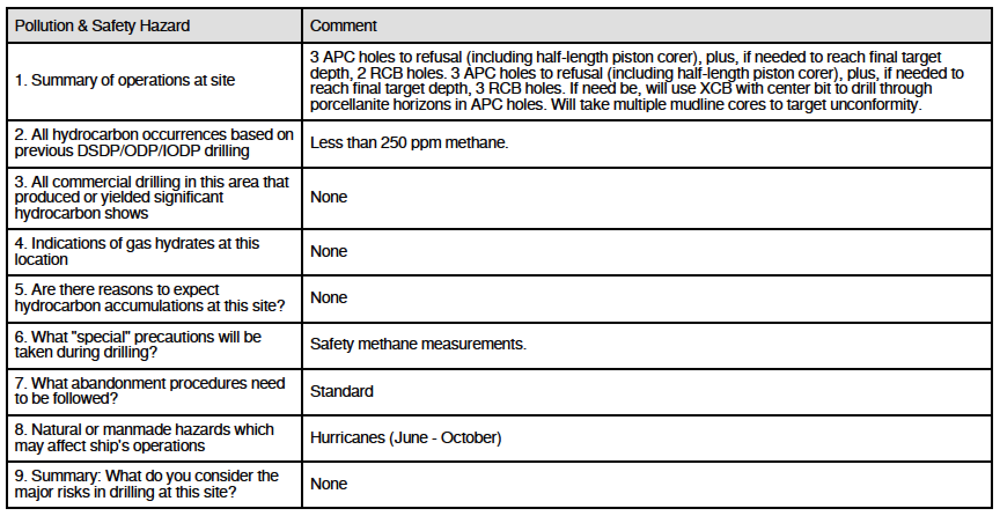 Pollution & Safety Hazard
Comment
1. Summary of operations at site
3 APC holes to refusal (including half-length piston corer), plus, if needed to reach final target
depth, 2 RCB holes. 3 APC holes to refusal (including half-length piston corer), plus, if needed to
reach final target depth, 3 RCB holes. If need be, will use XCB with center bit to drill through
porcellanite horizons in APC holes. Will take multiple mudline cores to target unconformity.
2. All hydrocarbon occurrences based on
previous DSDP/ODP/IODP drilling
Less than 250 ppm methane.
3. All commercial drilling in this area that
produced or yielded significant
hydrocarbon shows
None
4. Indications of gas hydrates at this
location
None
5. Are there reasons to expect
hydrocarbon accumulations at this site?
None
6. What "special" precautions will be
taken during drilling?
Safety methane measurements.
7. What abandonment procedures need
to be followed?
Standard
8. Natural or manmade hazards which
may affect ship's operations
Hurricanes (June - October)
9. Summary: What do you consider the
major risks in drilling at this site?
None